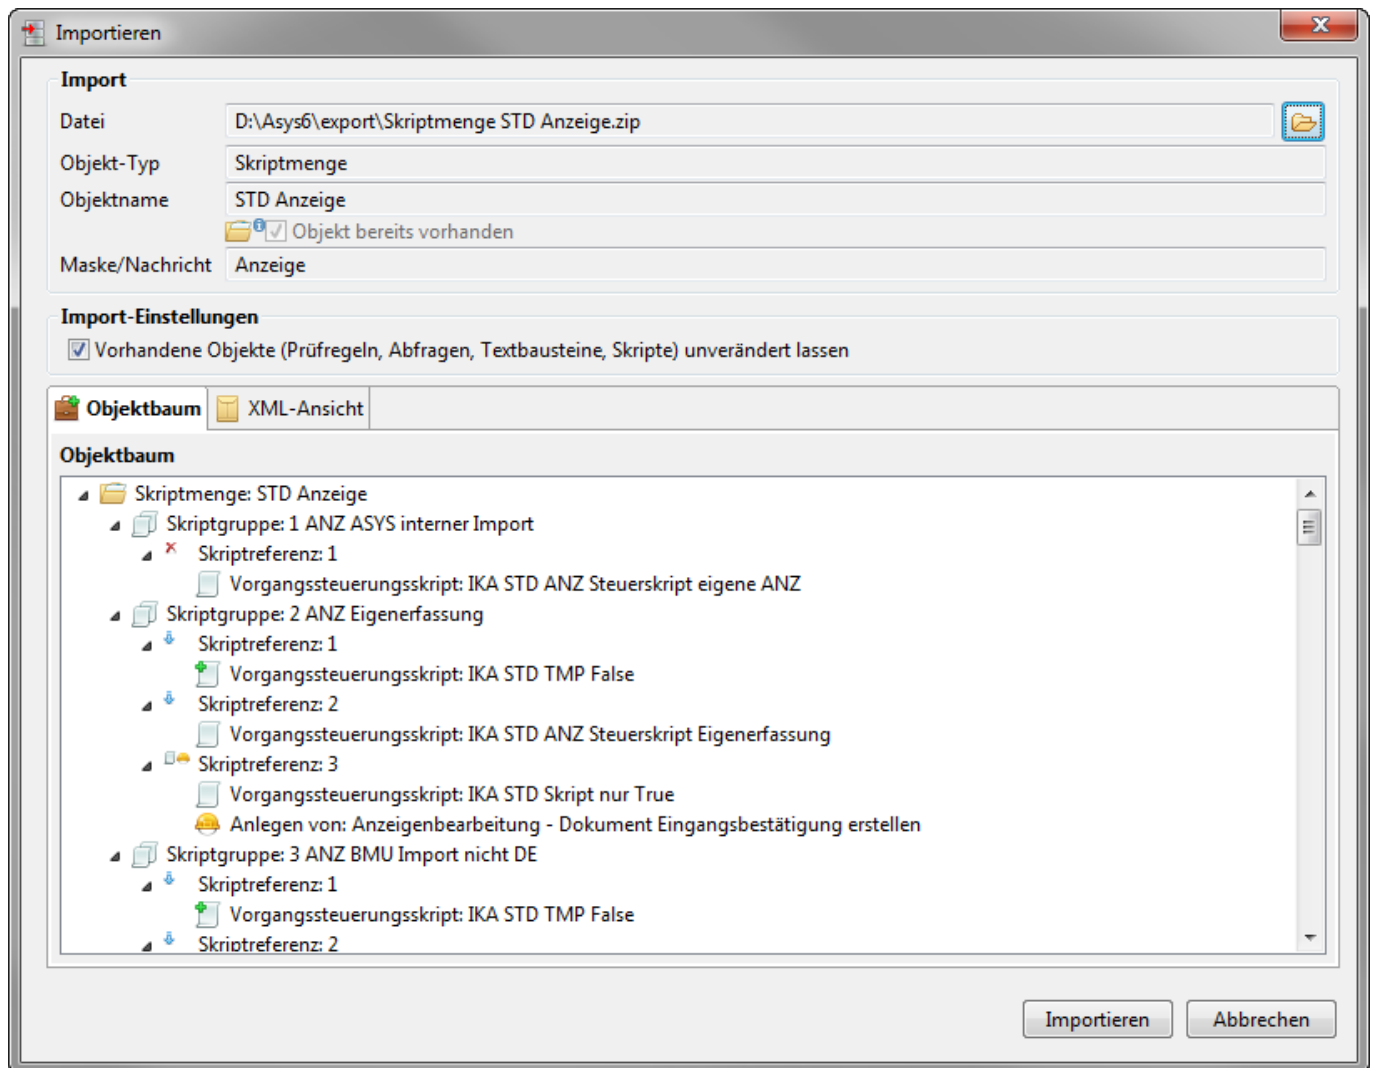 Importieren
Import
Datei D:\Asys6\export\Skriptmenge STD Anzeige.zip
Objekt-Typ Skriptmenge
Objektname STD Anzeige
Objekt bereits vorhanden
Maske/Nachricht Anzeige
Import-Einstellungen
Vorhandene Objekte (Prüfregeln, Abfragen, Textbausteine, Skripte) unverändert lassen
Objektbaum XML-Ansicht
Objektbaum
Skriptmenge: STD Anzeige
Skriptgruppe: 1 ANZ ASYS interner Import
Skriptreferenz: 1
Vorgangssteuerungsskript: IKA STD ANZ Steuerskript eigene ANZ
Skriptgruppe: 2 ANZ Eigenerfassung
Skriptreferenz: 1
Vorgangssteuerungsskript: IKA STD TMP False
Skriptreferenz: 2
Vorgangssteuerungsskript: IKA STD ANZ Steuerskript Eigenerfassung
Skriptreferenz: 3
Vorgangssteuerungsskript: IKA STD Skript nur True
Anlegen von: Anzeigenbearbeitung - Dokument Eingangsbestätigung erstellen
Skriptgruppe: 3 ANZ BMU Import nicht DE
Skriptreferenz: 1
Vorgangssteuerungsskript: IKA STD TMP False
Skriptreferenz: 2
Importieren Abbrechen